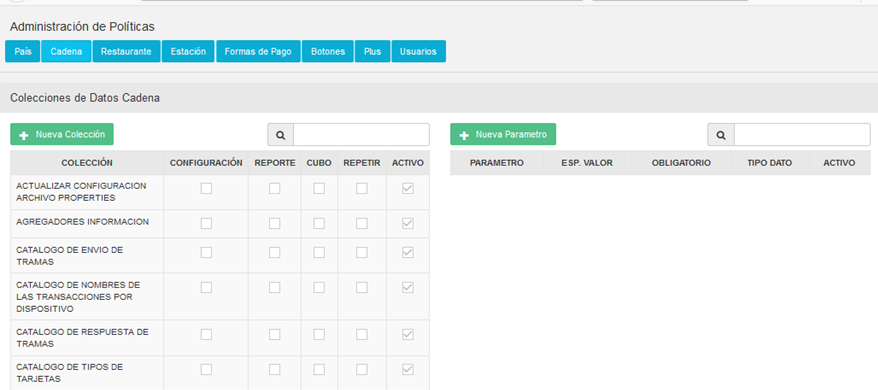 Administración de Políticas
País Cadena Restaurante Estación Formas de Pago Botones Plus Usuarios
Colecciones de Datos Cadena
Nueva Colección
Nueva Parametro
COLECCIÓN CONFIGURACIÓN REPORTE CUBO REPETIR ACTIVO
PARAMETRO ESP. VALOR OBLIGATORIO TIPO DATO ACTIVO
ACTUALIZAR CONFIGURACION
ARCHIVO PROPERTIES
AGREGADORES INFORMACION
CATALOGO DE ENVIO DE
TRAMAS
CATALOGO DE NOMBRES DE
LAS TRANSACCIONES POR
DISPOSITIVO
CATALOGO DE RESPUESTA DE
TRAMAS
CATALOGO DE TIPOS DE
TARJETAS